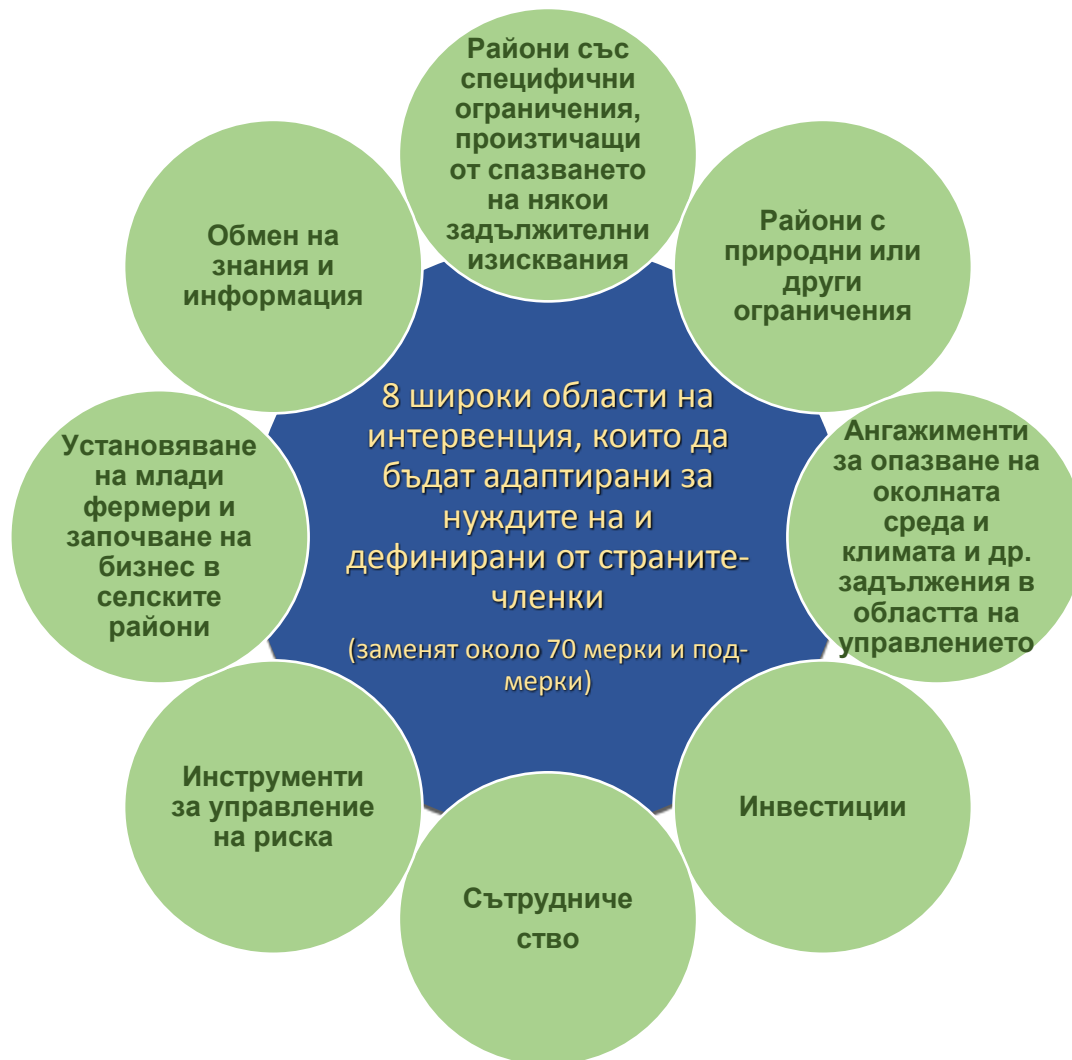 Райони със
специфични
ограничения,
произтичащи
от спазването
на някои
задължителни
изисквания
Райони с
природни или
други
ограничения
Ангажименти
за опазване на
околната
среда и
климата и др.
задължения в
областта на
управлението
Инвестиции
Сътрудниче
ство
Инструменти
за управление
на риска
Установяване
на млади
фермери и
започване на
бизнес в
селските
райони
Обмен на
знания и
информация
8 широки области на
интервенция, които да
бъдат адаптирани за
нуждите на и
дефинирани от страните-
членки
(заменят около 70 мерки и под-
мерки)